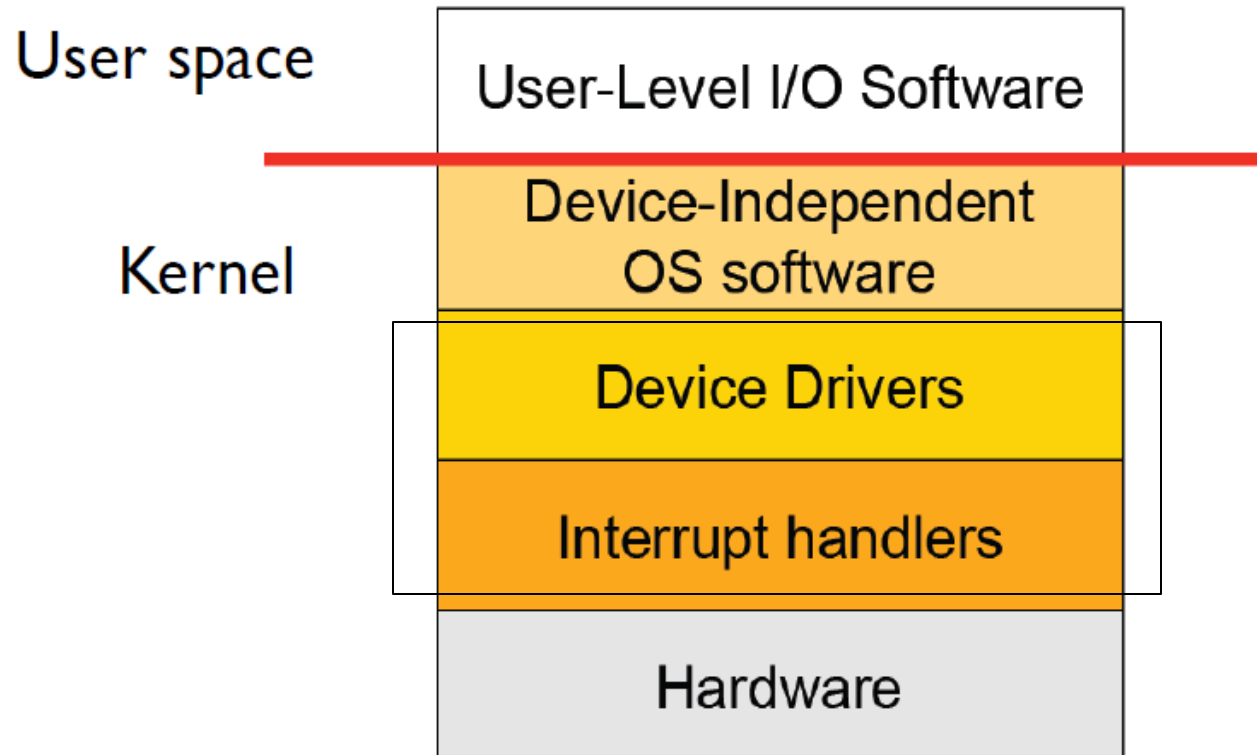 User space
User-Level I/O Software
Device-Independent
OS software
Kernel
Device Drivers
Interrupt handlers
Hardware